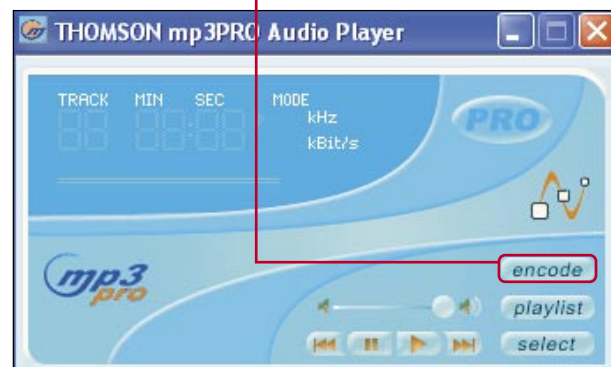 THOMSON mp3PRO Audio Player
TRACK MIN SEC MODE
kHz
kBit/s
PRO
mp3
pro
encode
playlist
select